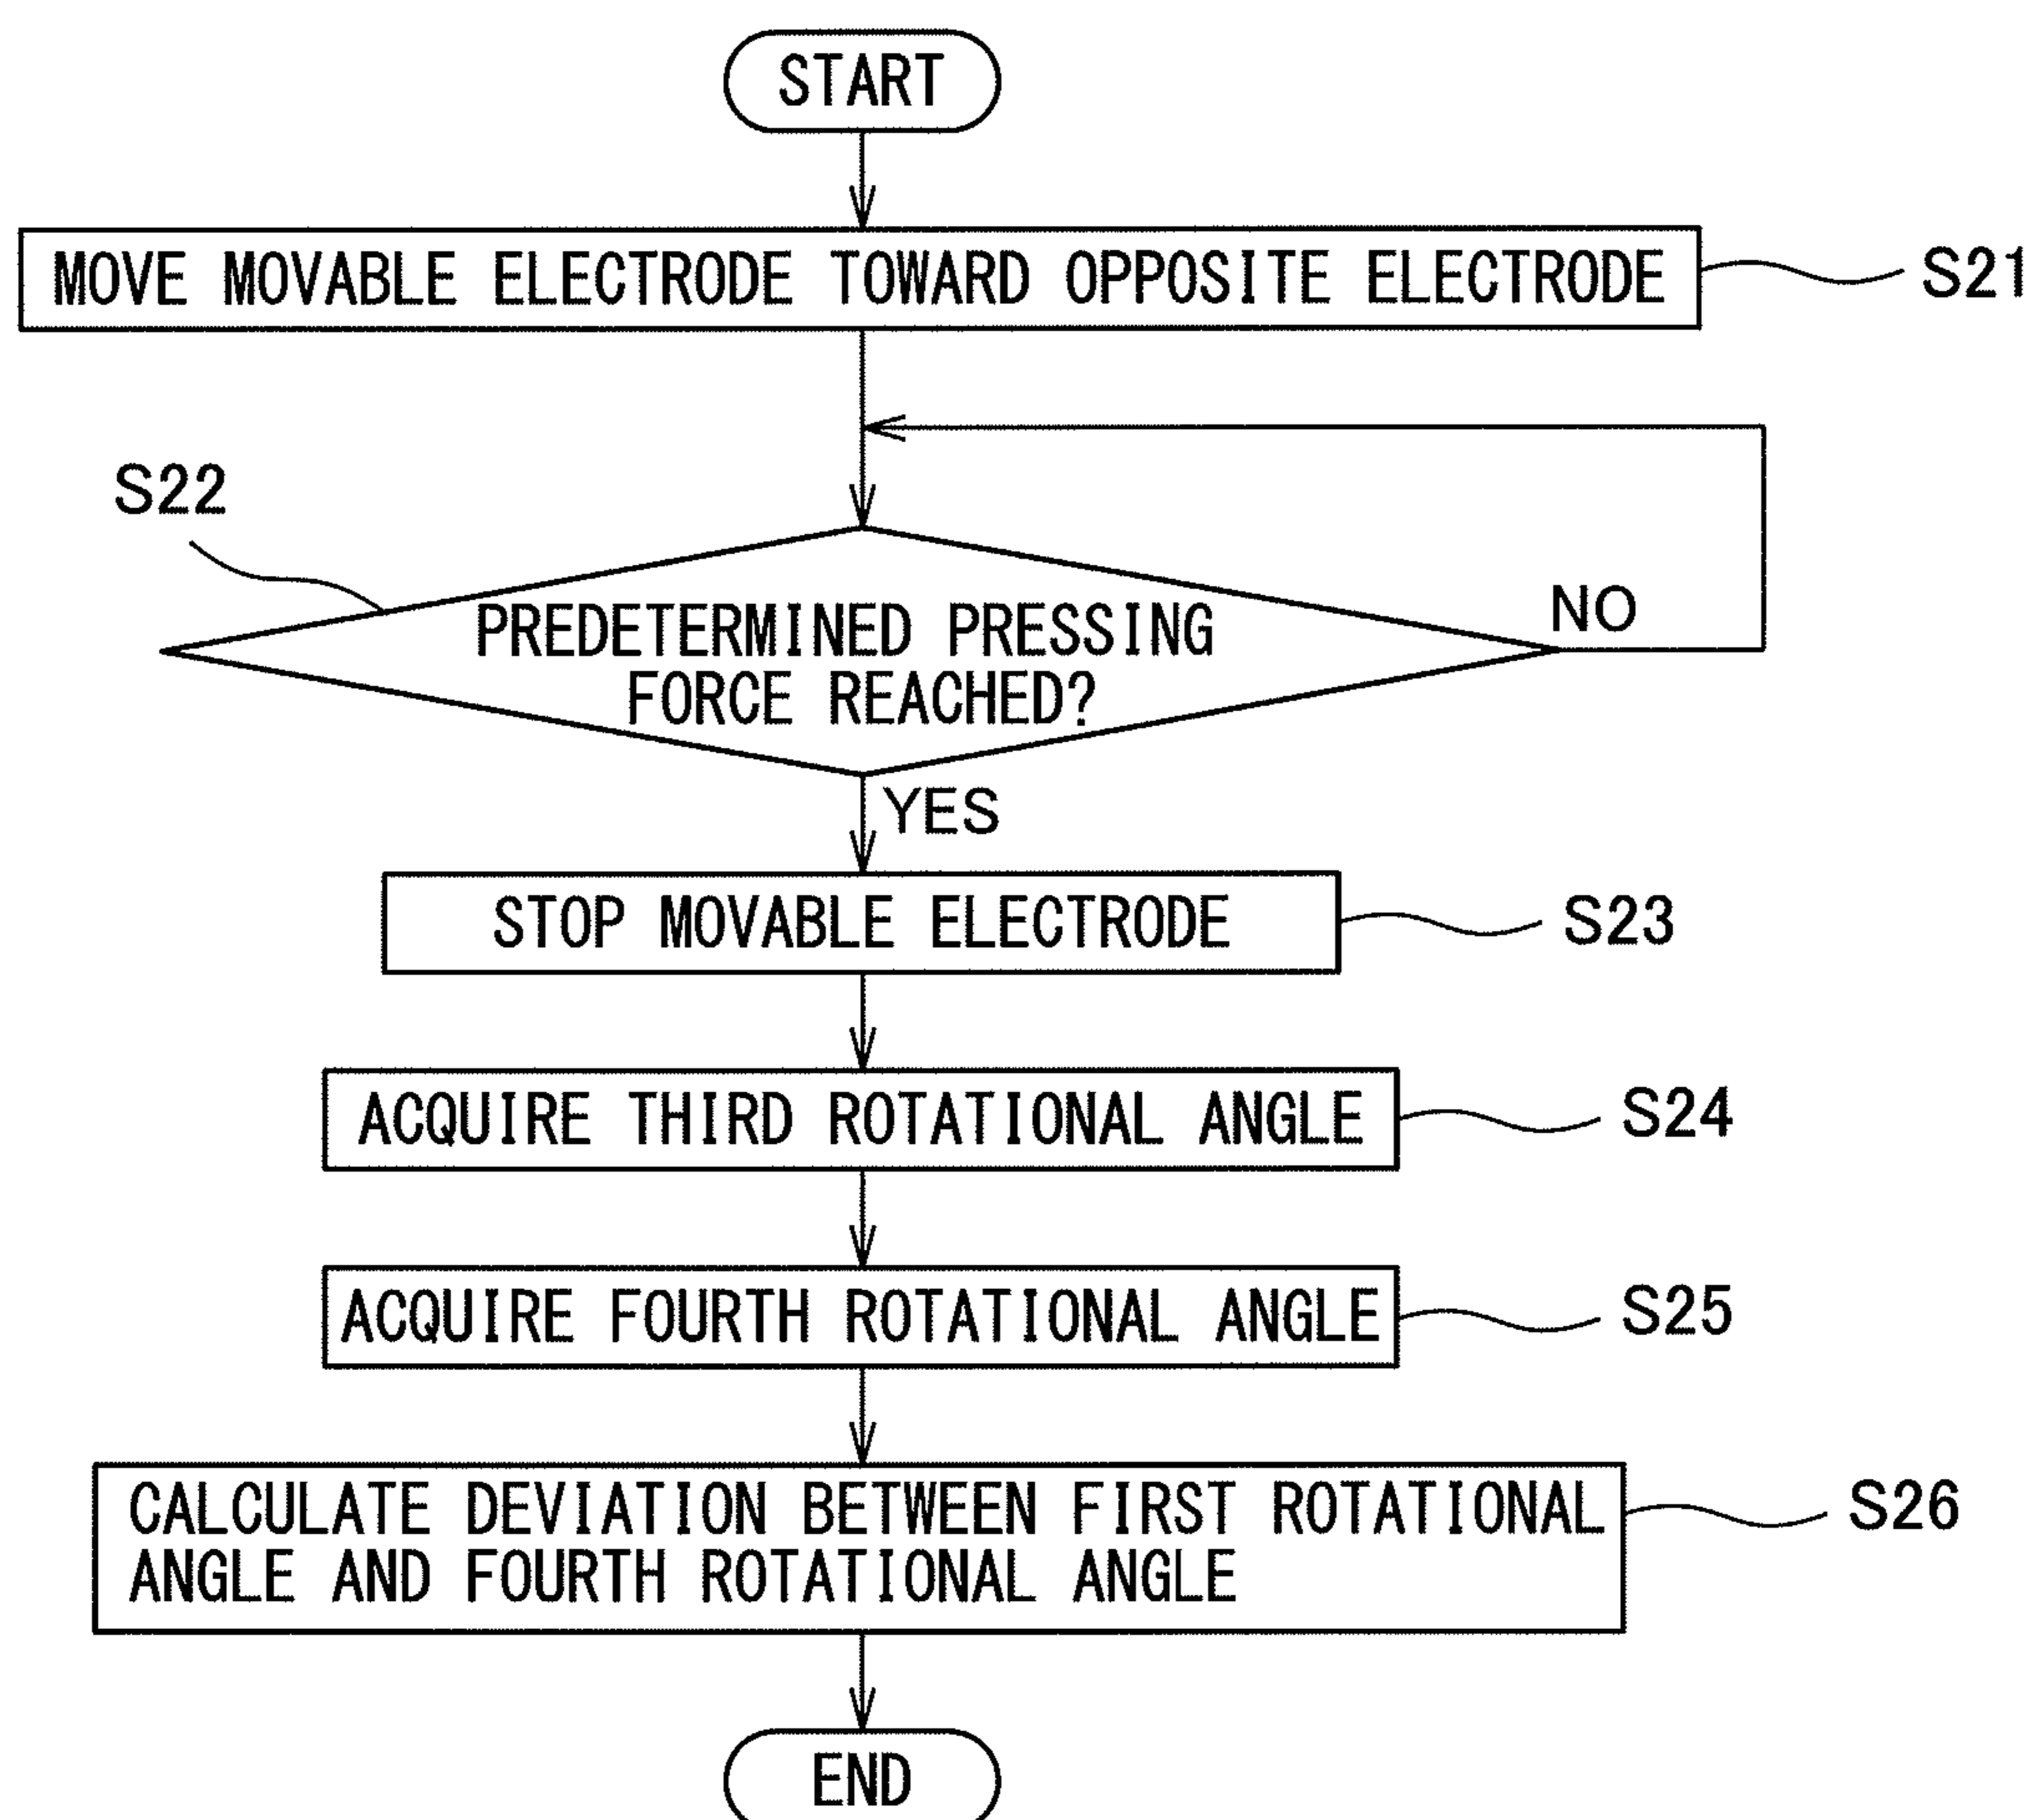 START
MOVE MOVABLE ELECTRODE TOWARD OPPOSITE ELECTRODE
S21
S22
PREDETERMINED PRESSING
FORCE REACHED?
NO
YES
STOP MOVABLE ELECTRODE
S23
ACQUIRE THIRD ROTATIONAL ANGLE
S24
ACQUIRE FOURTH ROTATIONAL ANGLE
S25
CALCULATE DEVIATION BETWEEN FIRST ROTATIONAL
ANGLE AND FOURTH ROTATIONAL ANGLE
S26
END